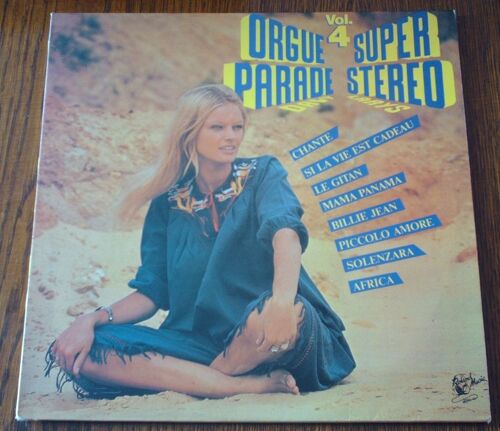 Vol.
4
ORGUE SUPER
PARADE STEREO
CHANTE
SI LA VIE EST CADEAU
LE GITAN
MAMA PANAMA
BILLIE JEAN
PICCOLO AMORE
SOLENZARA
AFRICA